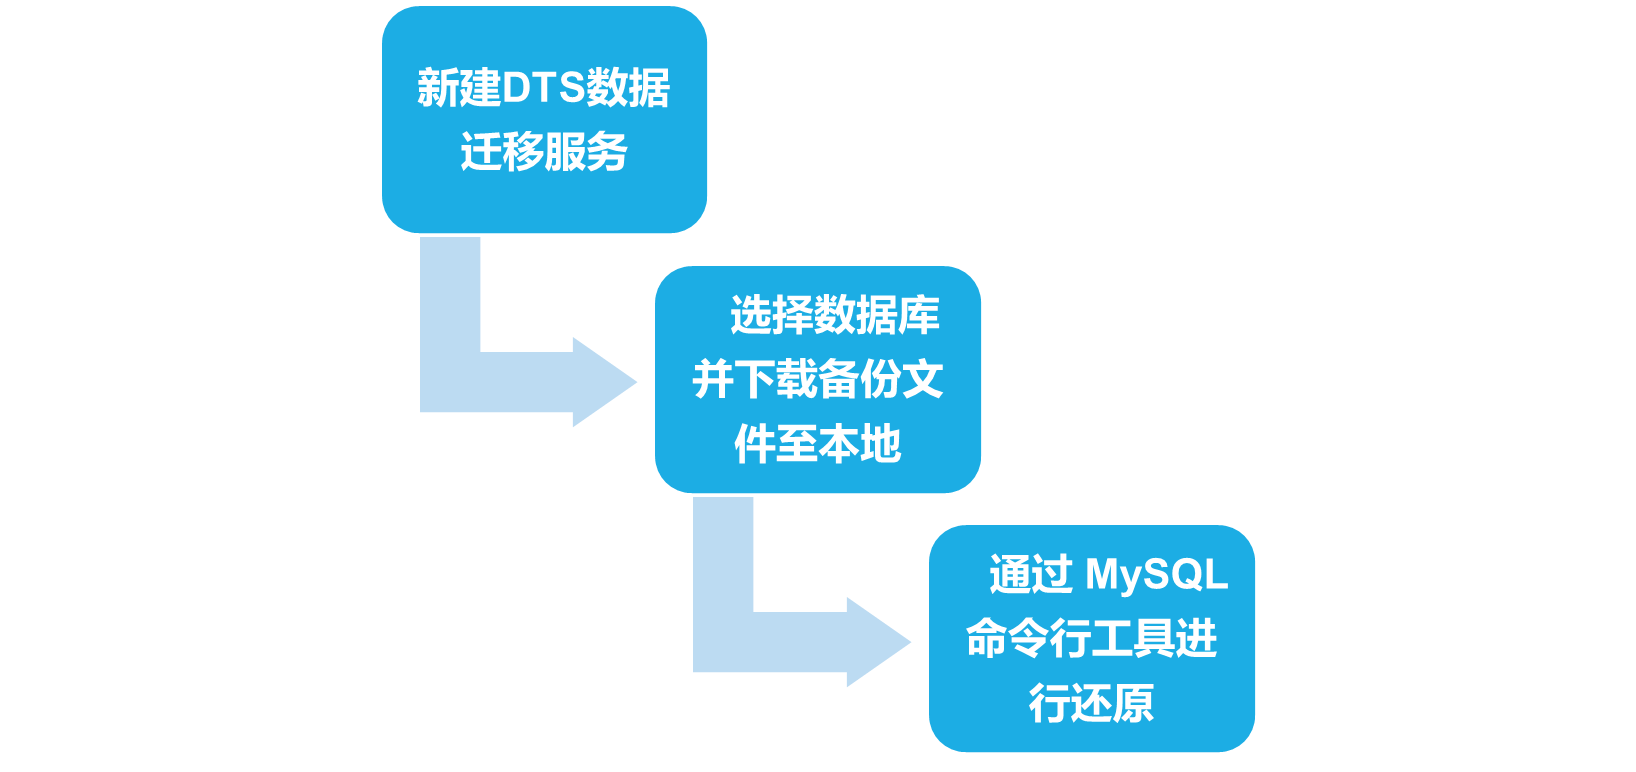 新建DTS数据
迁移服务
选择数据库
并下载备份文
件至本地
通过 MySQL
命令行工具进
行还原